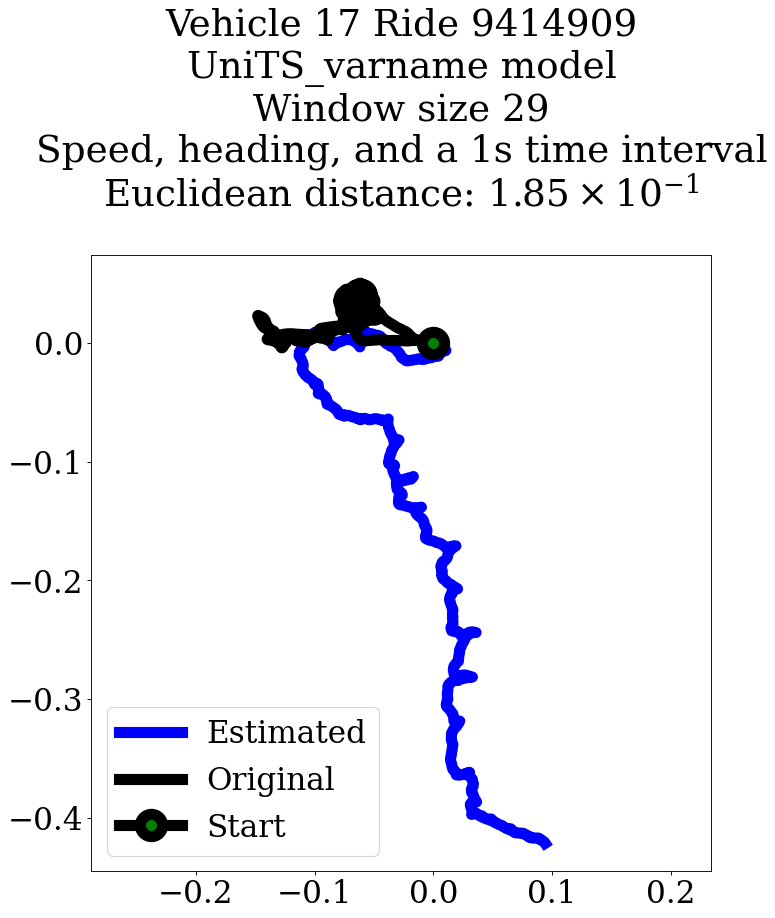 Vehicle 17 Ride 9414909
UniTS_varname model
Window size 29
Speed, heading, and a 1s time interval
Euclidean distance: 1.85 × 10⁻¹
0.0
−0.1
−0.2
−0.3
−0.4
Estimated
Original
Start
−0.2 −0.1 0.0 0.1 0.2